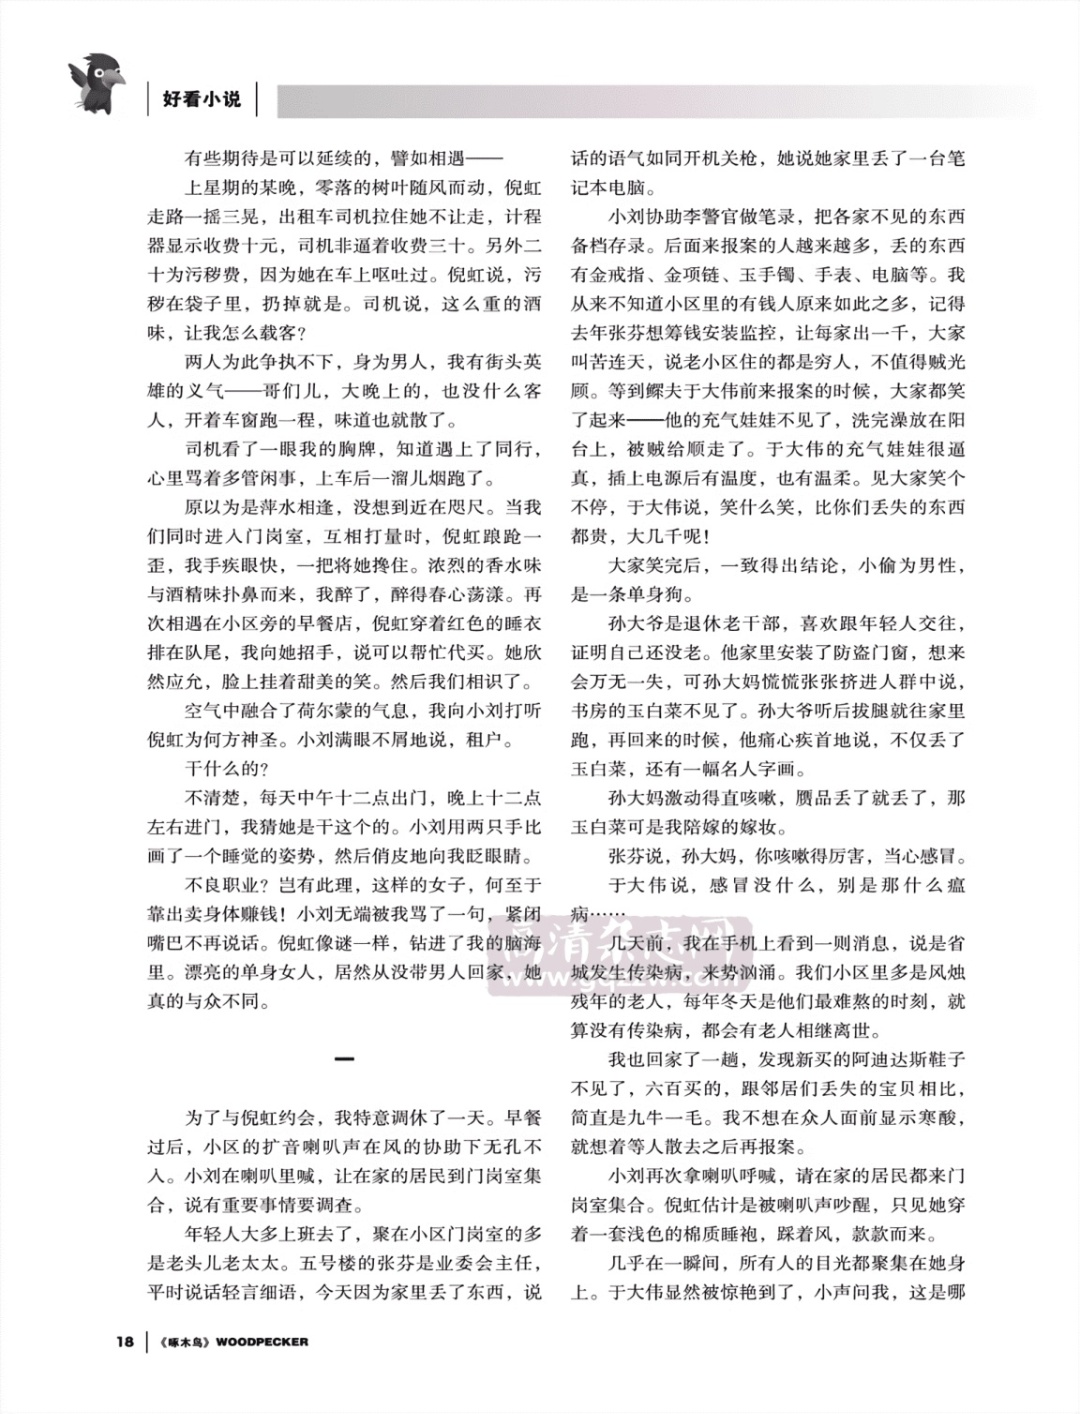 好看小说
有些期待是可以延续的，譬如相遇——
上星期的某晚，零落的树叶随风而动，倪虹
走路一摇三晃，出租车司机拉住她不让走，计程
器显示收费十元，司机非逼着收费三十。另外二
十为污秽费，因为她在车上呕吐过。倪虹说，污
秽在袋子里，扔掉就是。司机说，这么重的酒
味，让我怎么载客？
两人为此争执不下，身为男人，我有街头英
雄的义气——哥们儿，大晚上的，也没什么客
人，开着车窗跑一程，味道也就散了。
司机看了一眼我的胸牌，知道遇上了同行，
心里骂着多管闲事，上车后一溜儿烟跑了。
原以为是萍水相逢，没想到近在咫尺。当我
们同时进入门岗室，互相打量时，倪虹踉跄一
歪，我手疾眼快，一把将她搀住。浓烈的香水味
与酒精味扑鼻而来，我醉了，醉得春心荡漾。再
次相遇在小区旁的早餐店，倪虹穿着红色的睡衣
排在队尾，我向她招手，说可以帮忙代买。她欣
然应允，脸上挂着甜美的笑。然后我们相识了。
空气中融合了荷尔蒙的气息，我向小刘打听
倪虹为何方神圣。小刘满眼不屑地说，租户。
干什么的？
不清楚，每天中午十二点出门，晚上十二点
左右进门，我猜她是干这个的。小刘用两只手比
画了一个睡觉的姿势，然后俏皮地向我眨眼睛。
不良职业？岂有此理，这样的女子，何至于
靠出卖身体赚钱！小刘无端被我骂了一句，紧闭
嘴巴不再说话。倪虹像谜一样，钻进了我的脑海
里。漂亮的单身女人，居然从没带男人回家，她
真的与众不同。
一
为了与倪虹约会，我特意调休了一天。早餐
过后，小区的扩音喇叭声在风的协助下无孔不
入。小刘在喇叭里喊，让在家的居民到门岗室集
合，说有重要事情要调查。
年轻人大多上班去了，聚在小区门岗室的多
是老头儿老太太。五号楼的张芬是业委会主任，
平时说话轻言细语，今天因为家里丢了东西，说
话的语气如同开机关枪，她说她家里丢了一台笔
记本电脑。
小刘协助李警官做笔录，把各家不见的东西
备档存录。后面来报案的人越来越多，丢的东西
有金戒指、金项链、玉手镯、手表、电脑等。我
从来不知道小区里的有钱人原来如此之多，记得
去年张芬想筹钱安装监控，让每家出一千，大家
叫苦连天，说老小区住的都是穷人，不值得贼光
顾。等到鳏夫于大伟前来报案的时候，大家都笑
了起来——他的充气娃娃不见了，洗完澡放在阳
台上，被贼给顺走了。于大伟的充气娃娃很逼
真，插上电源后有温度，也有温柔。见大家笑个
不停，于大伟说，笑什么笑，比你们丢失的东西
都贵，大几千呢！
大家笑完后，一致得出结论，小偷为男性，
是一条单身狗。
孙大爷是退休老干部，喜欢跟年轻人交往，
证明自己还没老。他家里安装了防盗门窗，想来
会万无一失，可孙大妈慌慌张张挤进人群中说，
书房的玉白菜不见了。孙大爷听后拔腿就往家里
跑，再回来的时候，他痛心疾首地说，不仅丢了
玉白菜，还有一幅名人字画。
孙大妈激动得直咳嗽，赝品丢了就丢了，那
玉白菜可是我陪嫁的嫁妆。
张芬说，孙大妈，你咳嗽得厉害，当心感冒。
于大伟说，感冒没什么，别是那什么瘟
病……
几天前，我在手机上看到一则消息，说是省
城发生传染病，来势汹涌。我们小区里多是风烛
残年的老人，每年冬天是他们最难熬的时刻，就
算没有传染病，都会有老人相继离世。
我也回家了一趟，发现新买的阿迪达斯鞋子
不见了，六百买的，跟邻居们丢失的宝贝相比，
简直是九牛一毛。我不想在众人面前显示寒酸，
就想着等人散去之后再报案。
小刘再次拿喇叭呼喊，请在家的居民都来门
岗室集合。倪虹估计是被喇叭声吵醒，只见她穿
着一套浅色的棉质睡袍，踩着风，款款而来。
几乎在一瞬间，所有人的目光都聚集在她身
上。于大伟显然被惊艳到了，小声问我，这是哪
高清杂志网
www.gqzzw.com
18 《啄木鸟》WOODPECKER